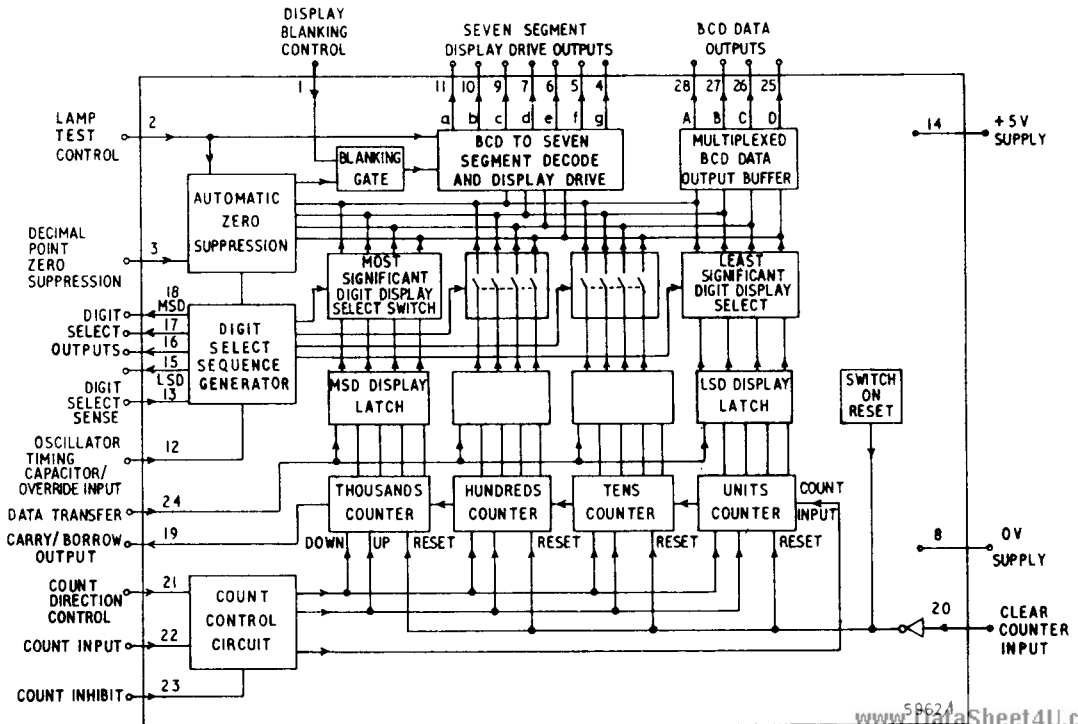 DISPLAY
BLANKING
CONTROL
SEVEN SEGMENT
DISPLAY DRIVE OUTPUTS
BCD DATA
OUTPUTS
1
11 10 9 7 6 5 4
28 27 26 25
a b c d e f g
A B C D
LAMP
TEST
CONTROL
2
BLANKING
GATE
BCD TO SEVEN
SEGMENT DECODE
AND DISPLAY DRIVE
MULTIPLEXED
BCD DATA
OUTPUT BUFFER
14
+5V
SUPPLY
AUTOMATIC
ZERO
SUPPRESSION
DECIMAL
POINT
ZERO
SUPPRESSION
3
MOST
SIGNIFICANT
DIGIT DISPLAY
SELECT SWITCH
LEAST
SIGNIFICANT
DIGIT DISPLAY
SELECT
18
MSD
DIGIT
SELECT
OUTPUTS
17
16
15
LSD
DIGIT
SELECT
SEQUENCE
GENERATOR
DIGIT
SELECT
SENSE
13
MSD DISPLAY
LATCH
LSD DISPLAY
LATCH
SWITCH
ON
RESET
OSCILLATOR
TIMING
CAPACITOR/
OVERRIDE INPUT
12
DATA TRANSFER
24
CARRY/BORROW
OUTPUT
19
THOUSANDS
COUNTER
HUNDREDS
COUNTER
TENS
COUNTER
UNITS
COUNTER
COUNT
INPUT
DOWN UP RESET
RESET
RESET
RESET
8
0V
SUPPLY
COUNT
DIRECTION
CONTROL
21
COUNT
CONTROL
CIRCUIT
COUNT INPUT
22
COUNT INHIBIT
23
20
CLEAR
COUNTER
INPUT
5962/1
www.DataSheet4U.c